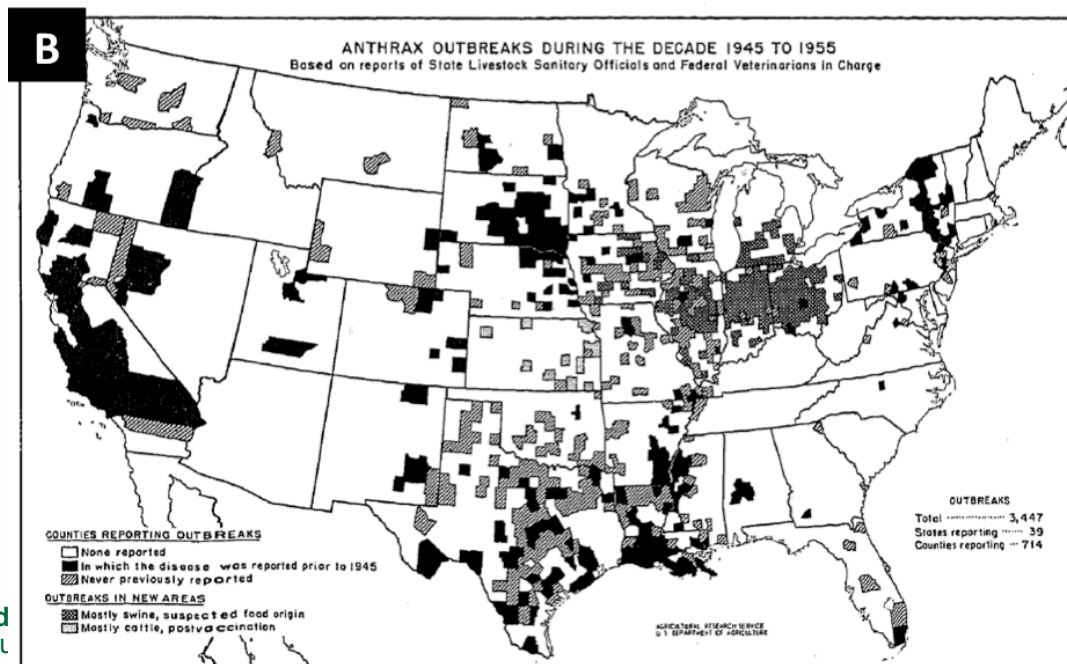 B
ANTHRAX OUTBREAKS DURING THE DECADE 1945 TO 1955
Based on reports of State Livestock Sanitary Officials and Federal Veterinarians in Charge
OUTBREAKS
Total ................ 3,447
States reporting ...... 39
Counties reporting ... 714
COUNTIES REPORTING OUTBREAKS
None reported
In which the disease was reported prior to 1945
Never previously reported
OUTBREAKS IN NEW AREAS
Mostly swine, suspected food origin
Mostly cattle, postvaccination
AGRICULTURAL RESEARCH SERVICE
U. S. DEPARTMENT OF AGRICULTURE